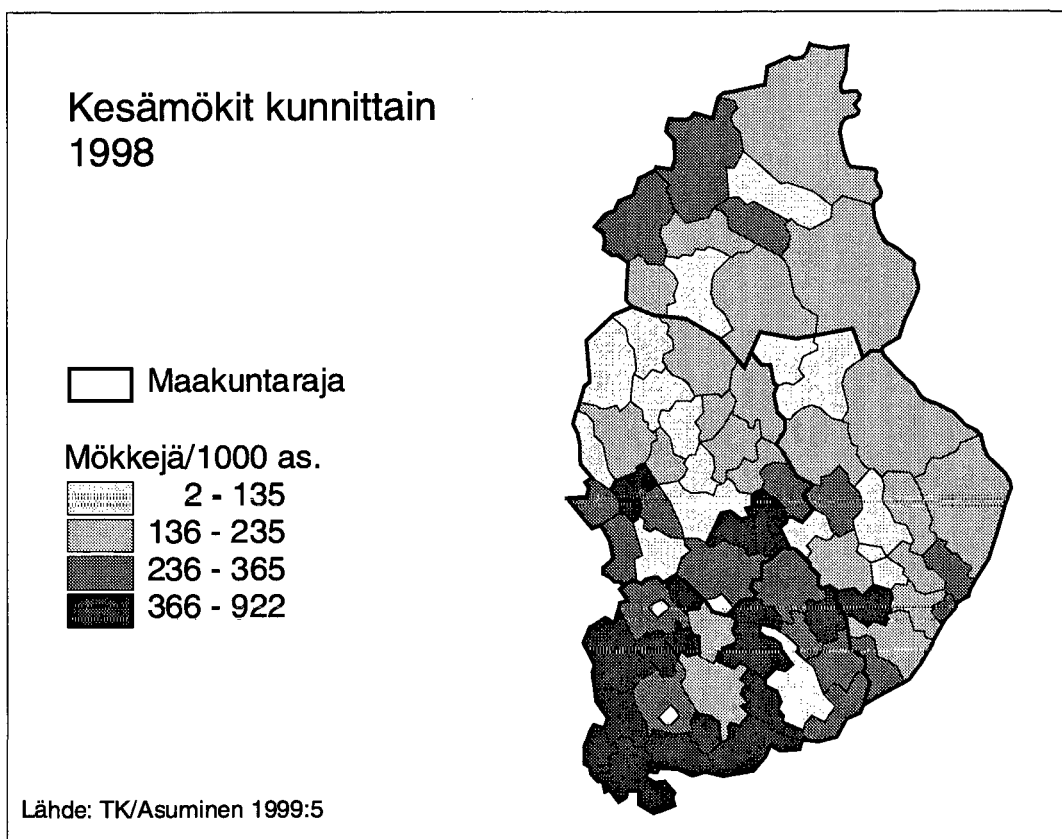 Kesämökit kunnittain
1998
Maakuntaraja
Mökkejä/1000 as.
2 - 135
136 - 235
236 - 365
366 - 922
Lähde: TK/Asuminen 1999:5